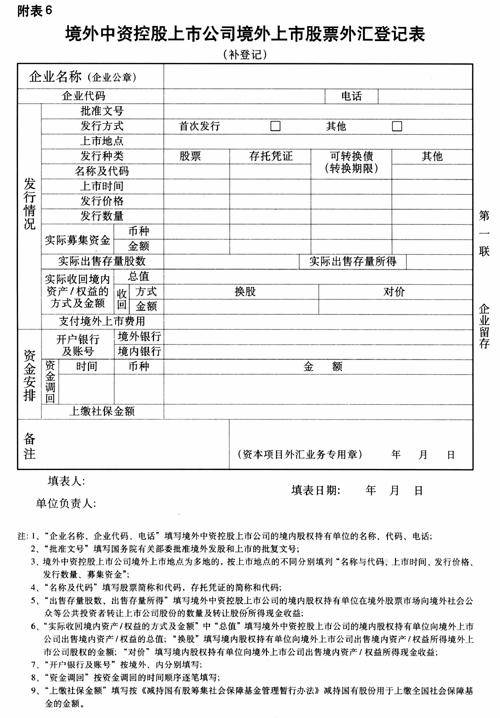 附表6
境外中资控股上市公司境外上市股票外汇登记表
(补登记)
企业名称(企业公章)
企业代码 电话
发行情况
批准文号
发行方式 首次发行 □ 其他 □
上市地点
发行种类 股票 存托凭证 可转换债(转换期限) 其他
名称及代码
上市时间
发行价格
发行数量
实际募集资金 币种
金额
实际出售存量股数 实际出售存量所得
实际收回境内资产/权益的方式及金额 总值
收回 方式 换股 对价
金额
支付境外上市费用
资金安排
开户银行及账号 境外银行
境内银行
资金调回 时间 币种 金 额
上缴社保金额
备注
(资本项目外汇业务专用章) 年 月 日
第一联 企业留存
填表人:
填表日期: 年 月 日
单位负责人:
注:1、“企业名称、企业代码、电话”填写境外中资控股上市公司的境内股权持有单位的名称、代码、电话;
2、“批准文号”填写国务院有关部委批准境外发股和上市的批复文号;
3、境外中资控股上市公司境外上市地点为多地的,按上市地点的不同分别填列“名称与代码、上市时间、发行价格、
发行数量、募集资金”;
4、“名称及代码”填写股票简称和代码,存托凭证的简称和代码;
5、“出售存量股数、出售存量所得”填写境外中资控股上市公司的境内股权持有单位在境外股票市场向境外社会公
众等公共投资者转让上市公司股份的数量及转让股份所得现金收益;
6、“实际收回境内资产/权益的方式及金额”中“总值”填写境外中资控股上市公司的境内股权持有单位向境外上市
公司出售境内资产/权益的总值;“换股”填写境内股权持有单位向境外上市公司出售境内资产/权益所得境外上
市公司股权的金额;“对价”填写境内股权持有单位向境外上市公司出售境内资产/权益所得现金收益;
7、“开户银行及账号”按境外、内分别填写;
8、“资金调回”按资金调回的时间顺序逐笔填写;
9、“上缴社保金额”填写按《减持国有股筹集社会保障基金管理暂行办法》减持国有股份用于上缴全国社会保障基
金的金额。